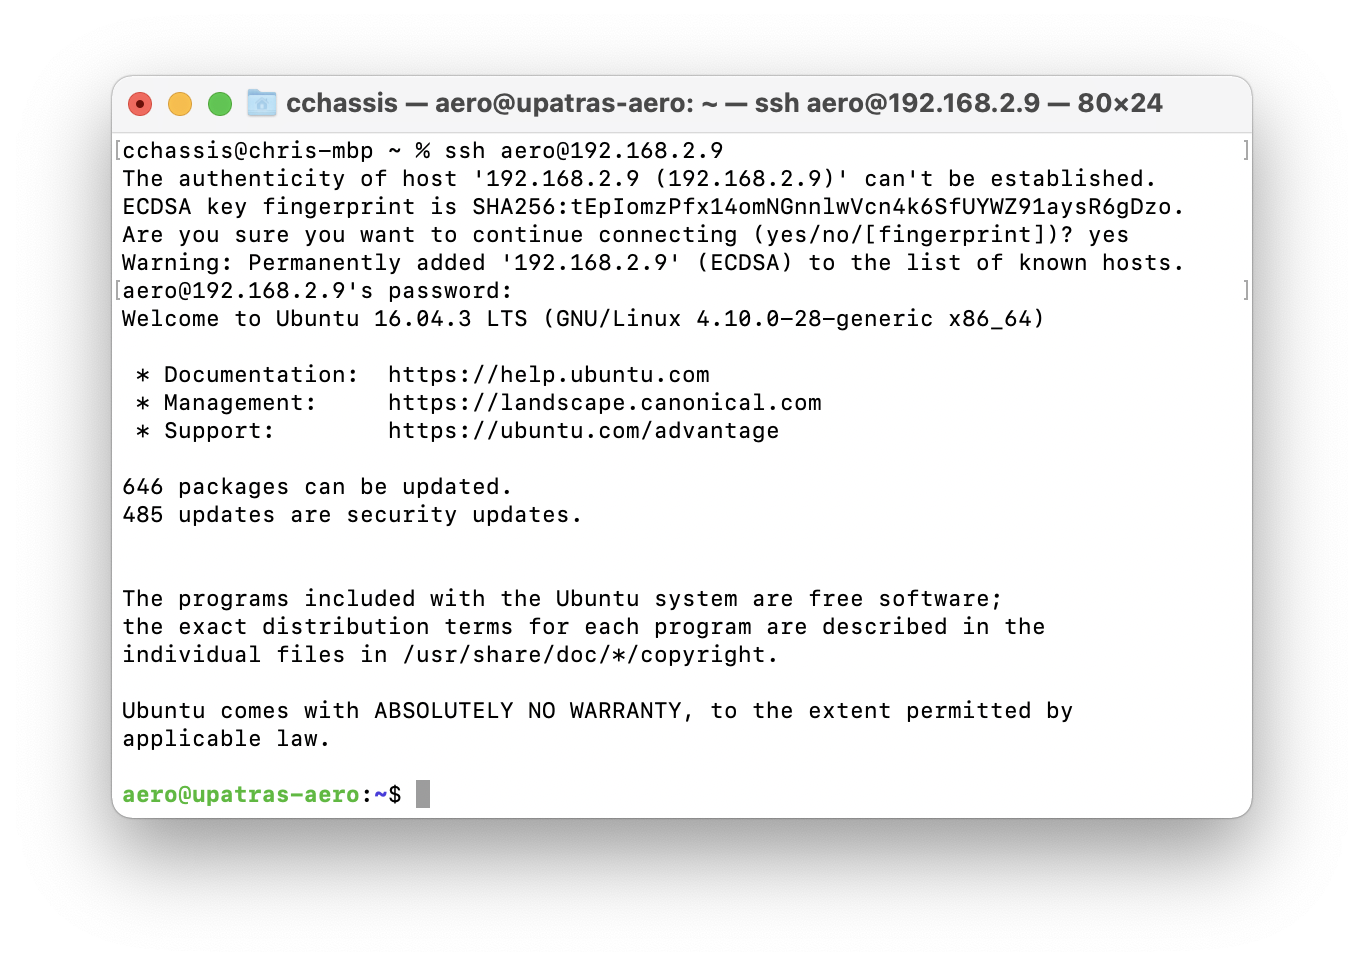 cchassis — aero@upatras-aero: ~ — ssh aero@192.168.2.9 — 80×24
[cchassis@chris-mbp ~ % ssh aero@192.168.2.9 ]
The authenticity of host '192.168.2.9 (192.168.2.9)' can't be established.
ECDSA key fingerprint is SHA256:tEpIomzPfx14omNGnnlwVcn4k6SfUYWZ91aysR6gDzo.
Are you sure you want to continue connecting (yes/no/[fingerprint])? yes
Warning: Permanently added '192.168.2.9' (ECDSA) to the list of known hosts.
[aero@192.168.2.9's password: ]
Welcome to Ubuntu 16.04.3 LTS (GNU/Linux 4.10.0-28-generic x86_64)
 * Documentation:  https://help.ubuntu.com
 * Management:     https://landscape.canonical.com
 * Support:        https://ubuntu.com/advantage
646 packages can be updated.
485 updates are security updates.
The programs included with the Ubuntu system are free software;
the exact distribution terms for each program are described in the
individual files in /usr/share/doc/*/copyright.
Ubuntu comes with ABSOLUTELY NO WARRANTY, to the extent permitted by
applicable law.
aero@upatras-aero:~$